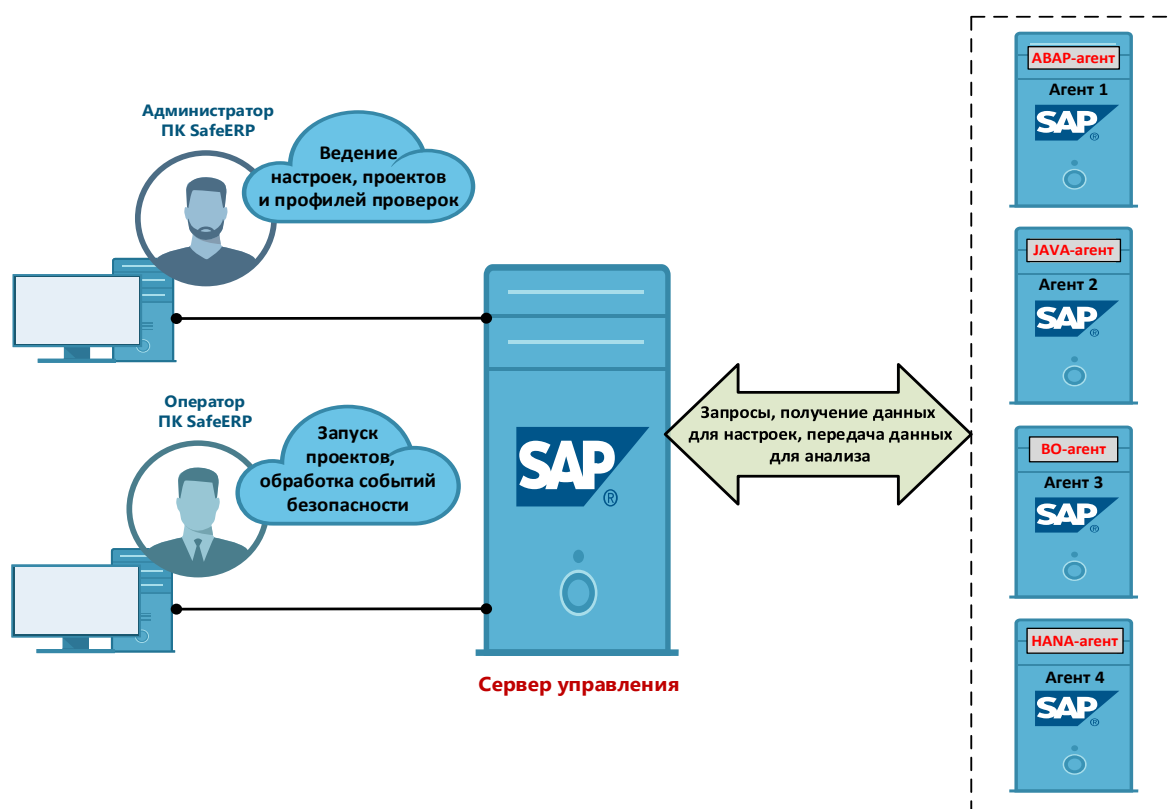 Администратор
ПК SafeERP
Ведение
настроек, проектов
и профилей проверок
Оператор
ПК SafeERP
Запуск
проектов,
обработка событий
безопасности
SAP
®
Сервер управления
Запросы, получение данных
для настроек, передача данных
для анализа
ABAP-агент
Агент 1
SAP
®
JAVA-агент
Агент 2
SAP
®
BO-агент
Агент 3
SAP
®
HANA-агент
Агент 4
SAP
®